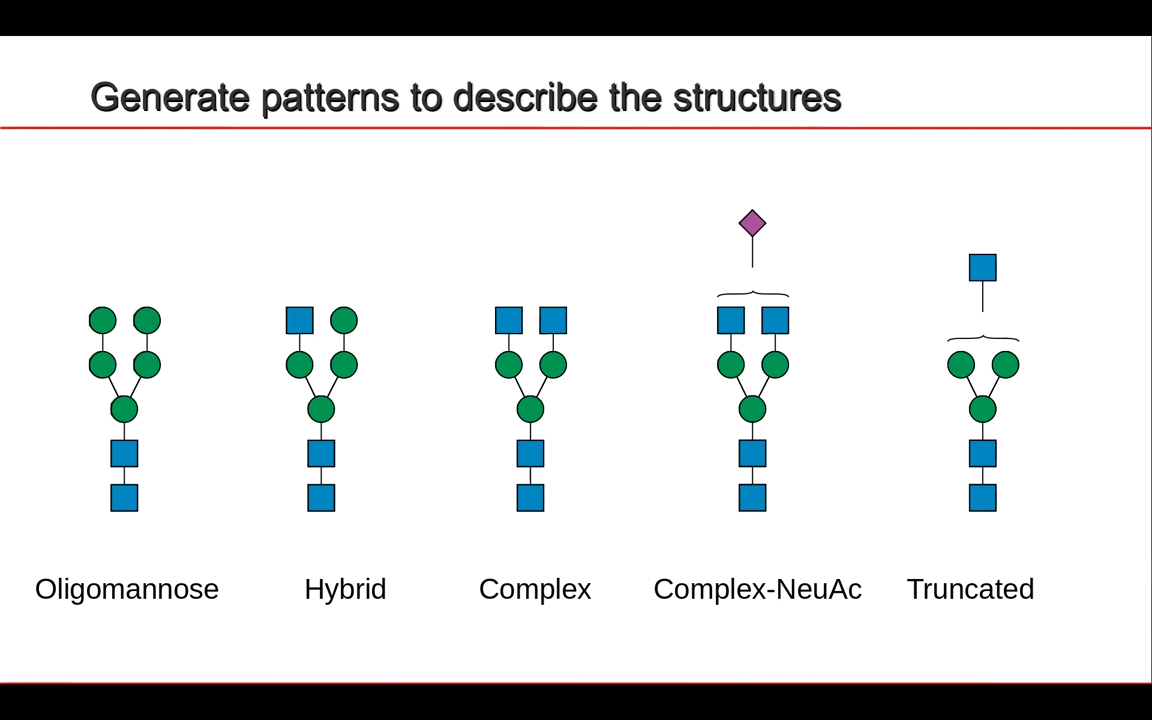 Generate patterns to describe the structures
Oligomannose Hybrid Complex Complex-NeuAc Truncated